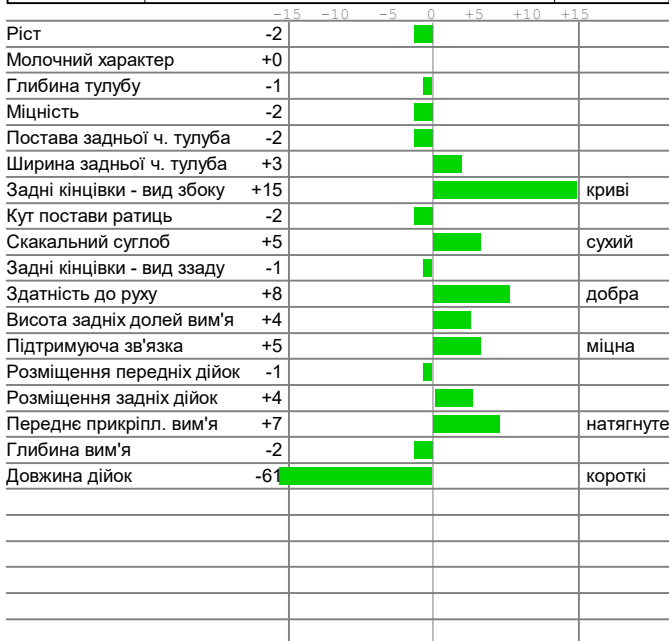 -15 -10 -5 0 +5 +10 +15
Ріст -2
Молочний характер +0
Глибина тулубу -1
Міцність -2
Постава задньої ч. тулуба -2
Ширина задньої ч. тулуба +3
Задні кінцівки - вид збоку +15 криві
Кут постави ратиць -2
Скакальний суглоб +5 сухий
Задні кінцівки - вид ззаду -1
Здатність до руху +8 добра
Висота задніх долей вим'я +4
Підтримуюча зв'язка +5 міцна
Розміщення передніх дійок -1
Розміщення задніх дійок +4
Переднє прикріпл. вим'я +7 натягнуте
Глибина вим'я -2
Довжина дійок -61 короткі